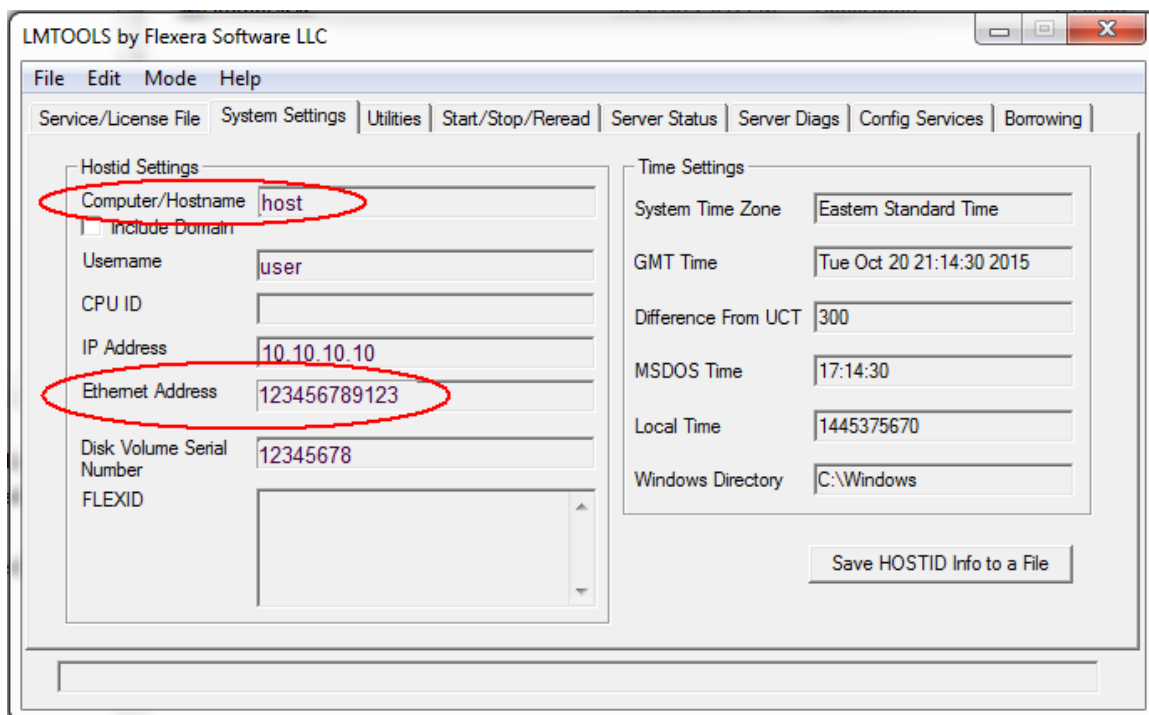 LMTOOLS by Flexera Software LLC
File Edit Mode Help
Service/License File System Settings Utilities Start/Stop/Reread Server Status Server Diags Config Services Borrowing
Hostid Settings
Computer/Hostname host
Include Domain
Username user
CPU ID
IP Address 10.10.10.10
Ethernet Address 123456789123
Disk Volume Serial
Number 12345678
FLEXID
Time Settings
System Time Zone Eastern Standard Time
GMT Time Tue Oct 20 21:14:30 2015
Difference From UCT 300
MSDOS Time 17:14:30
Local Time 1445375670
Windows Directory C:\Windows
Save HOSTID Info to a File